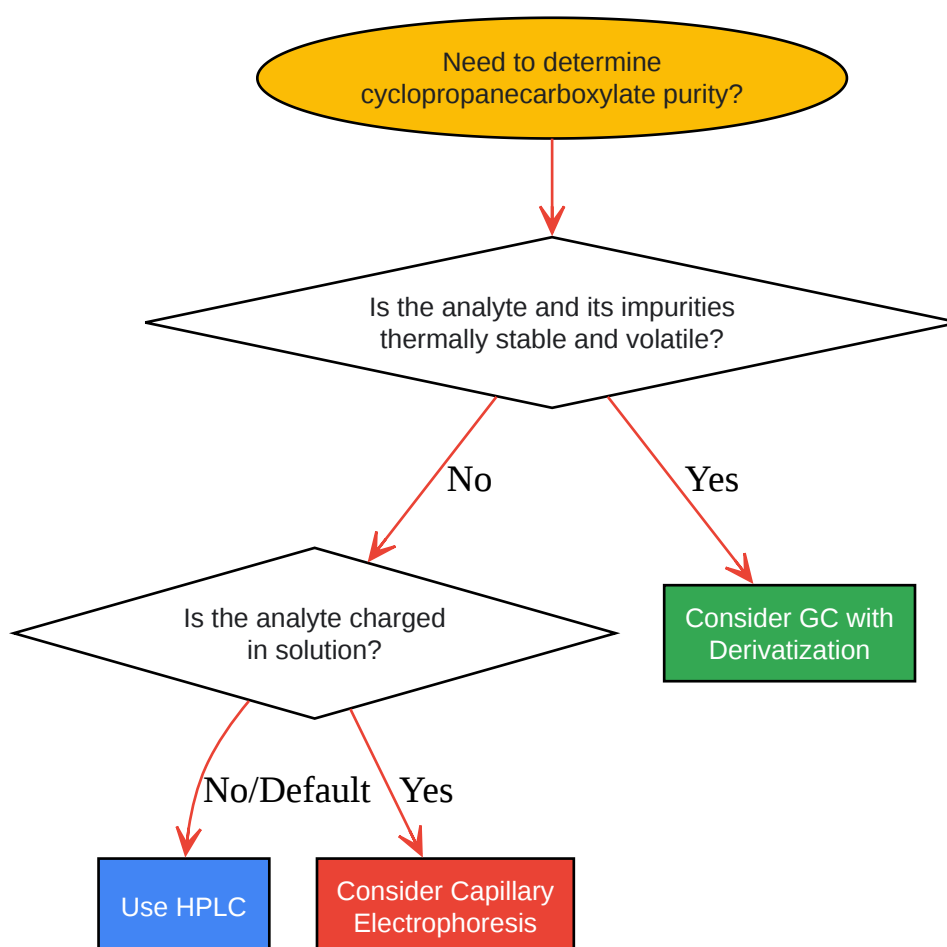 Need to determine
cyclopropanecarboxylate purity?
Is the analyte and its impurities
thermally stable and volatile?
No
Yes
Is the analyte charged
in solution?
Consider GC with
Derivatization
No/Default
Yes
Use HPLC
Consider Capillary
Electrophoresis